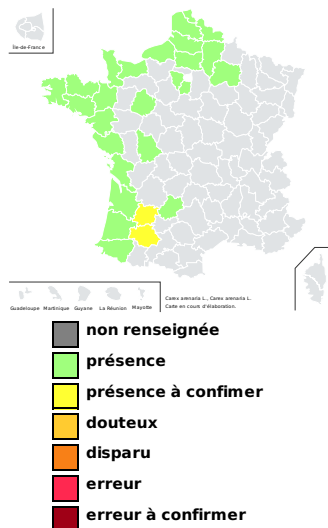 Île-de-France
Guadeloupe Martinique Guyane La Réunion Mayotte
Carex arenaria L., Carex arenaria L.
Carte en cours d'élaboration.
non renseignée
présence
présence à confimer
douteux
disparu
erreur
erreur à confirmer